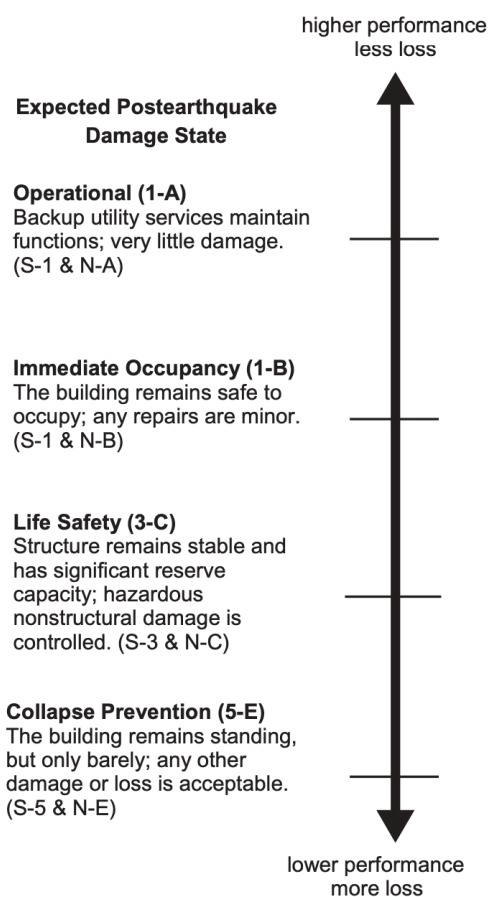 higher performance
less loss
Expected Postearthquake
Damage State
Operational (1-A)
Backup utility services maintain
functions; very little damage.
(S-1 & N-A)
Immediate Occupancy (1-B)
The building remains safe to
occupy; any repairs are minor.
(S-1 & N-B)
Life Safety (3-C)
Structure remains stable and
has significant reserve
capacity; hazardous
nonstructural damage is
controlled. (S-3 & N-C)
Collapse Prevention (5-E)
The building remains standing,
but only barely; any other
damage or loss is acceptable.
(S-5 & N-E)
lower performance
more loss